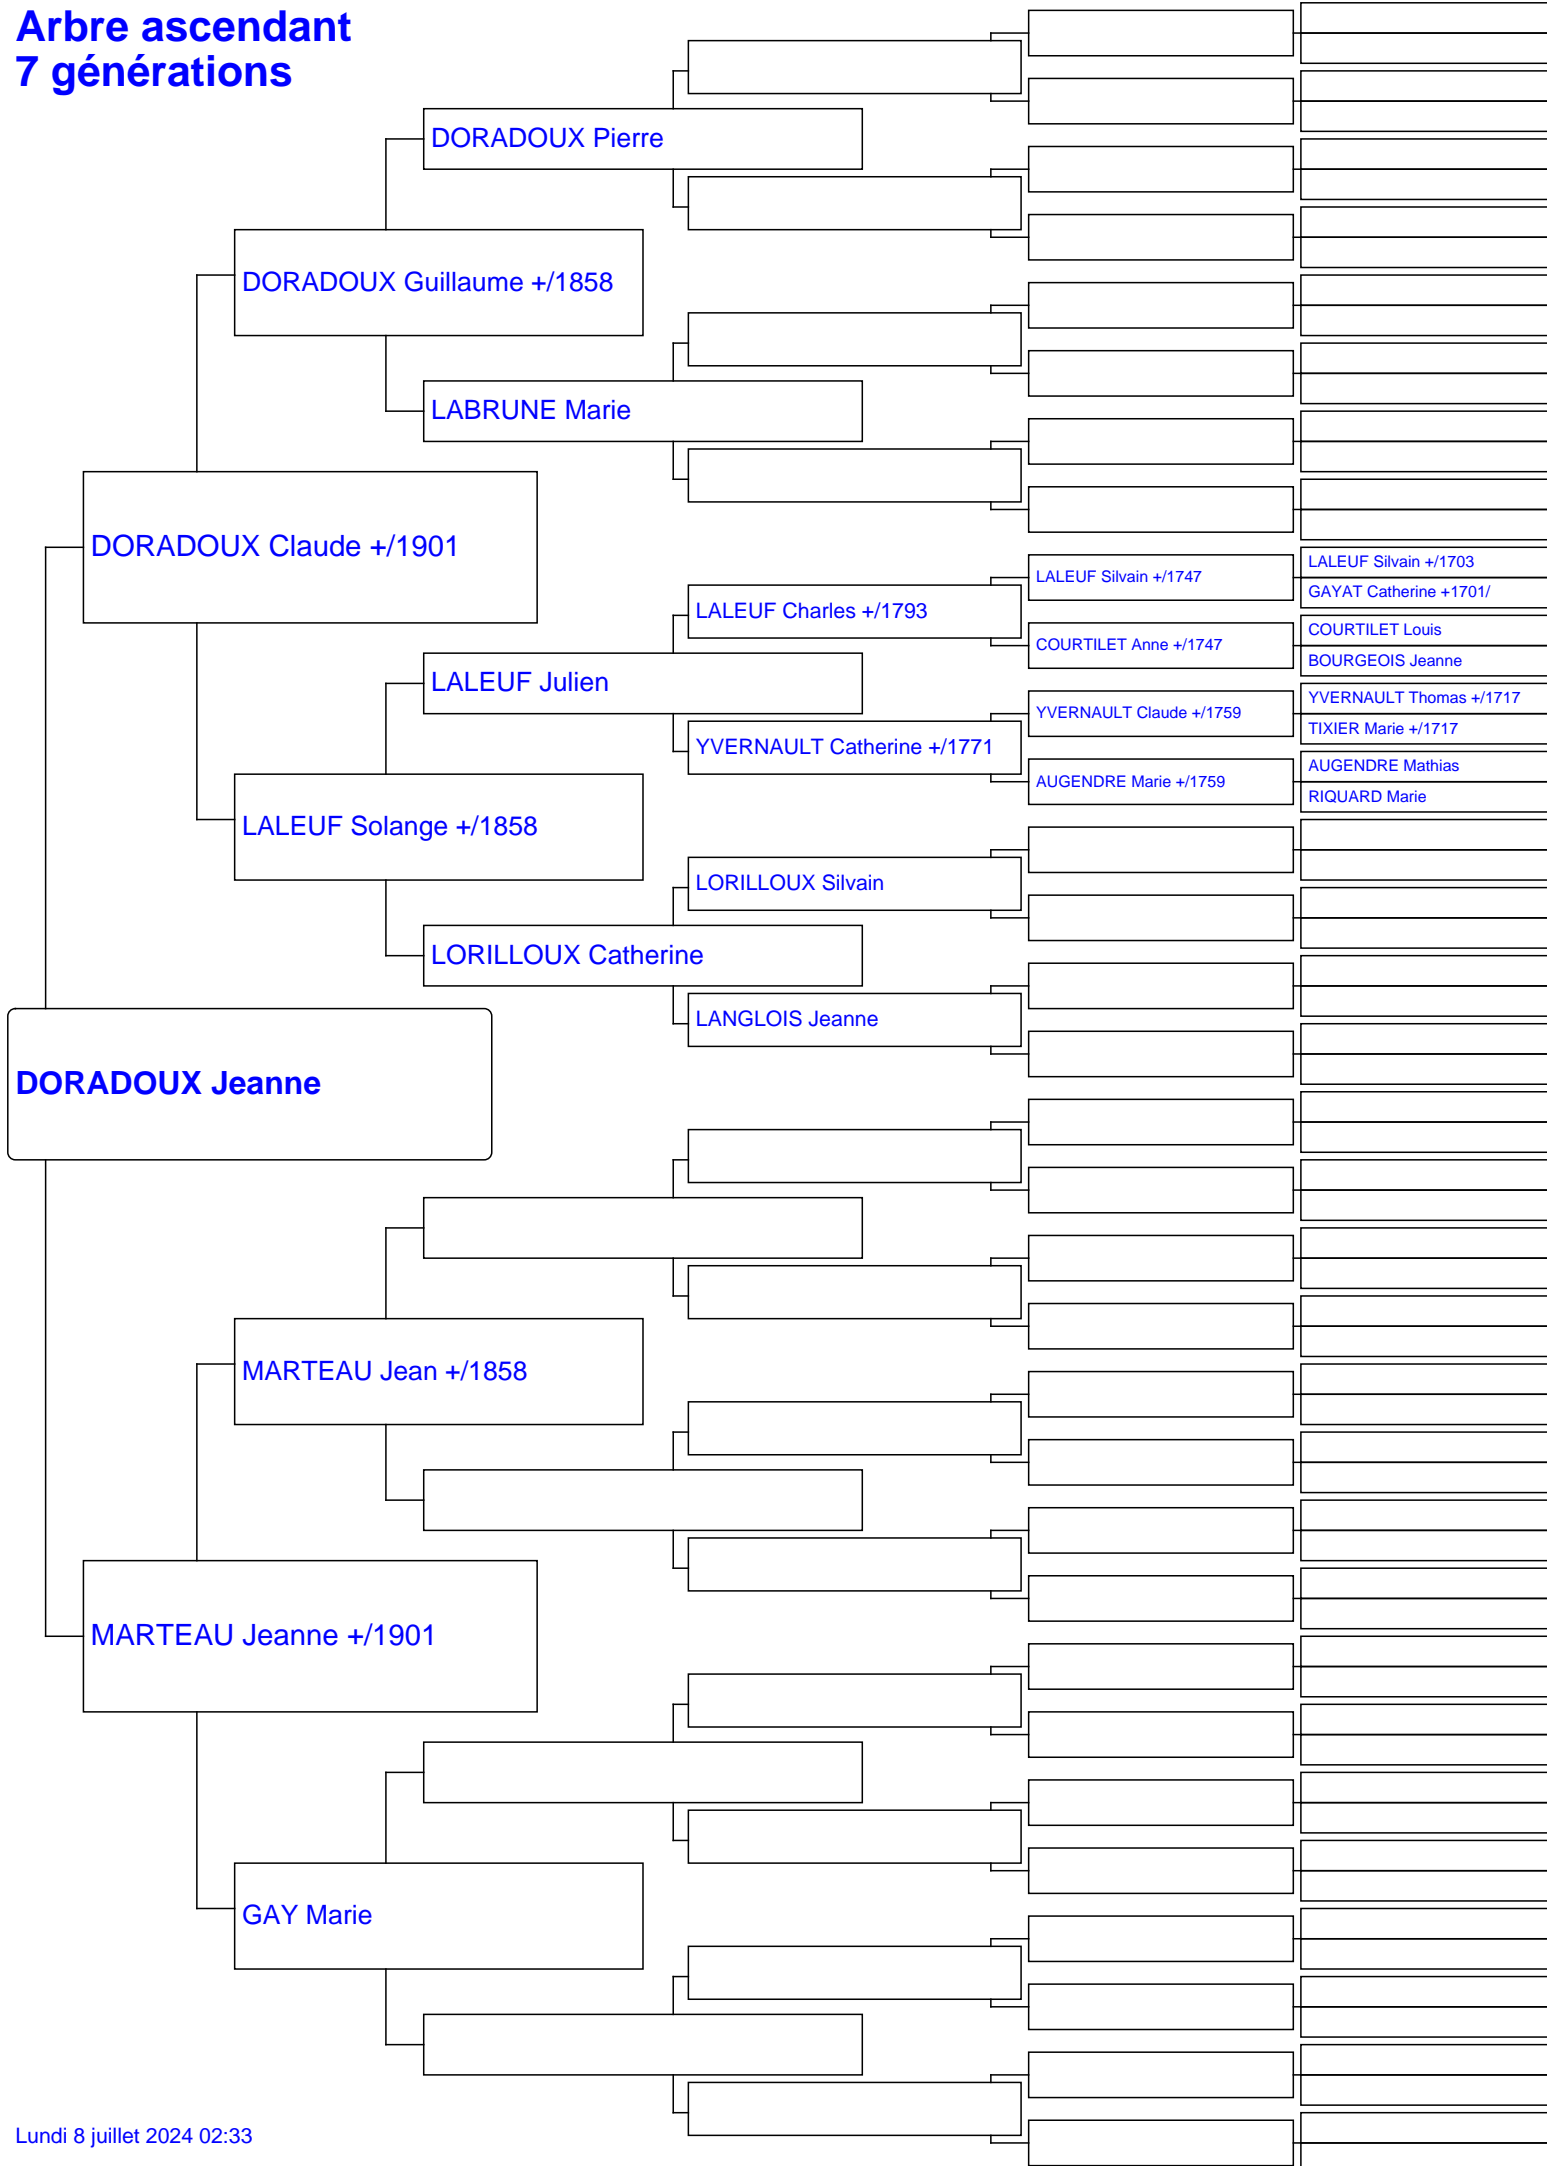 Arbre ascendant
7 générations
DORADOUX Pierre
DORADOUX Guillaume +/1858
LABRUNE Marie
DORADOUX Claude +/1901
LALEUF Silvain +/1703
LALEUF Silvain +/1747
GAYAT Catherine +1701/
LALEUF Charles +/1793
COURTILET Louis
COURTILET Anne +/1747
BOURGEOIS Jeanne
LALEUF Julien
YVERNAULT Thomas +/1717
YVERNAULT Claude +/1759
TIXIER Marie +/1717
YVERNAULT Catherine +/1771
AUGENDRE Mathias
AUGENDRE Marie +/1759
RIQUARD Marie
LALEUF Solange +/1858
LORILLOUX Silvain
LORILLOUX Catherine
LANGLOIS Jeanne
DORADOUX Jeanne
MARTEAU Jean +/1858
MARTEAU Jeanne +/1901
GAY Marie
Lundi 8 juillet 2024 02:33